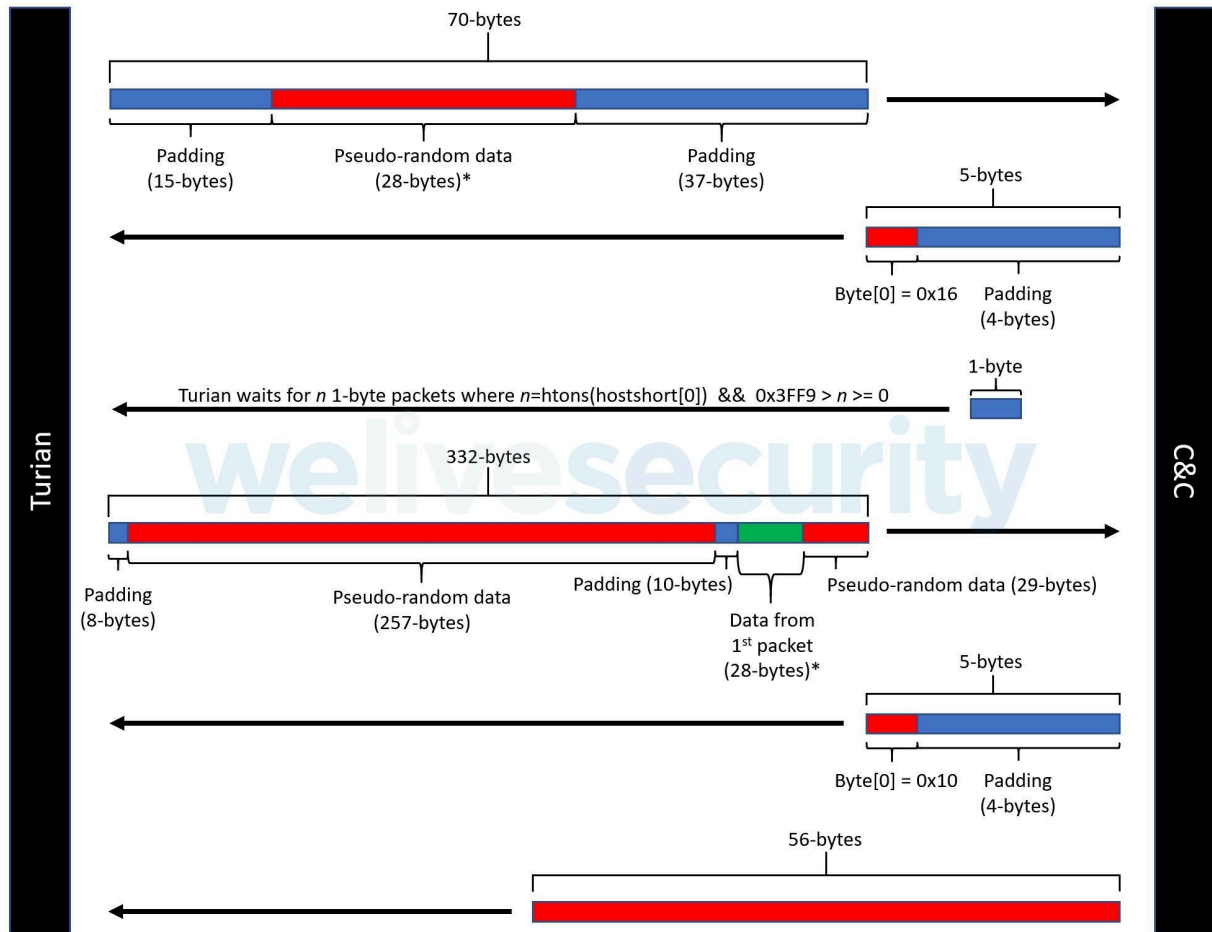 70-bytes
Padding
(15-bytes)
Pseudo-random data
(28-bytes)*
Padding
(37-bytes)
5-bytes
Byte[0] = 0x16
Padding
(4-bytes)
1-byte
Turian waits for n 1-byte packets where n=htons(hostshort[0]) && 0x3FF9 > n >= 0
welivesecurity
Turian
C&C
332-bytes
Padding
(8-bytes)
Pseudo-random data
(257-bytes)
Padding (10-bytes)
Data from
1st packet
(28-bytes)*
Pseudo-random data (29-bytes)
5-bytes
Byte[0] = 0x10
Padding
(4-bytes)
56-bytes